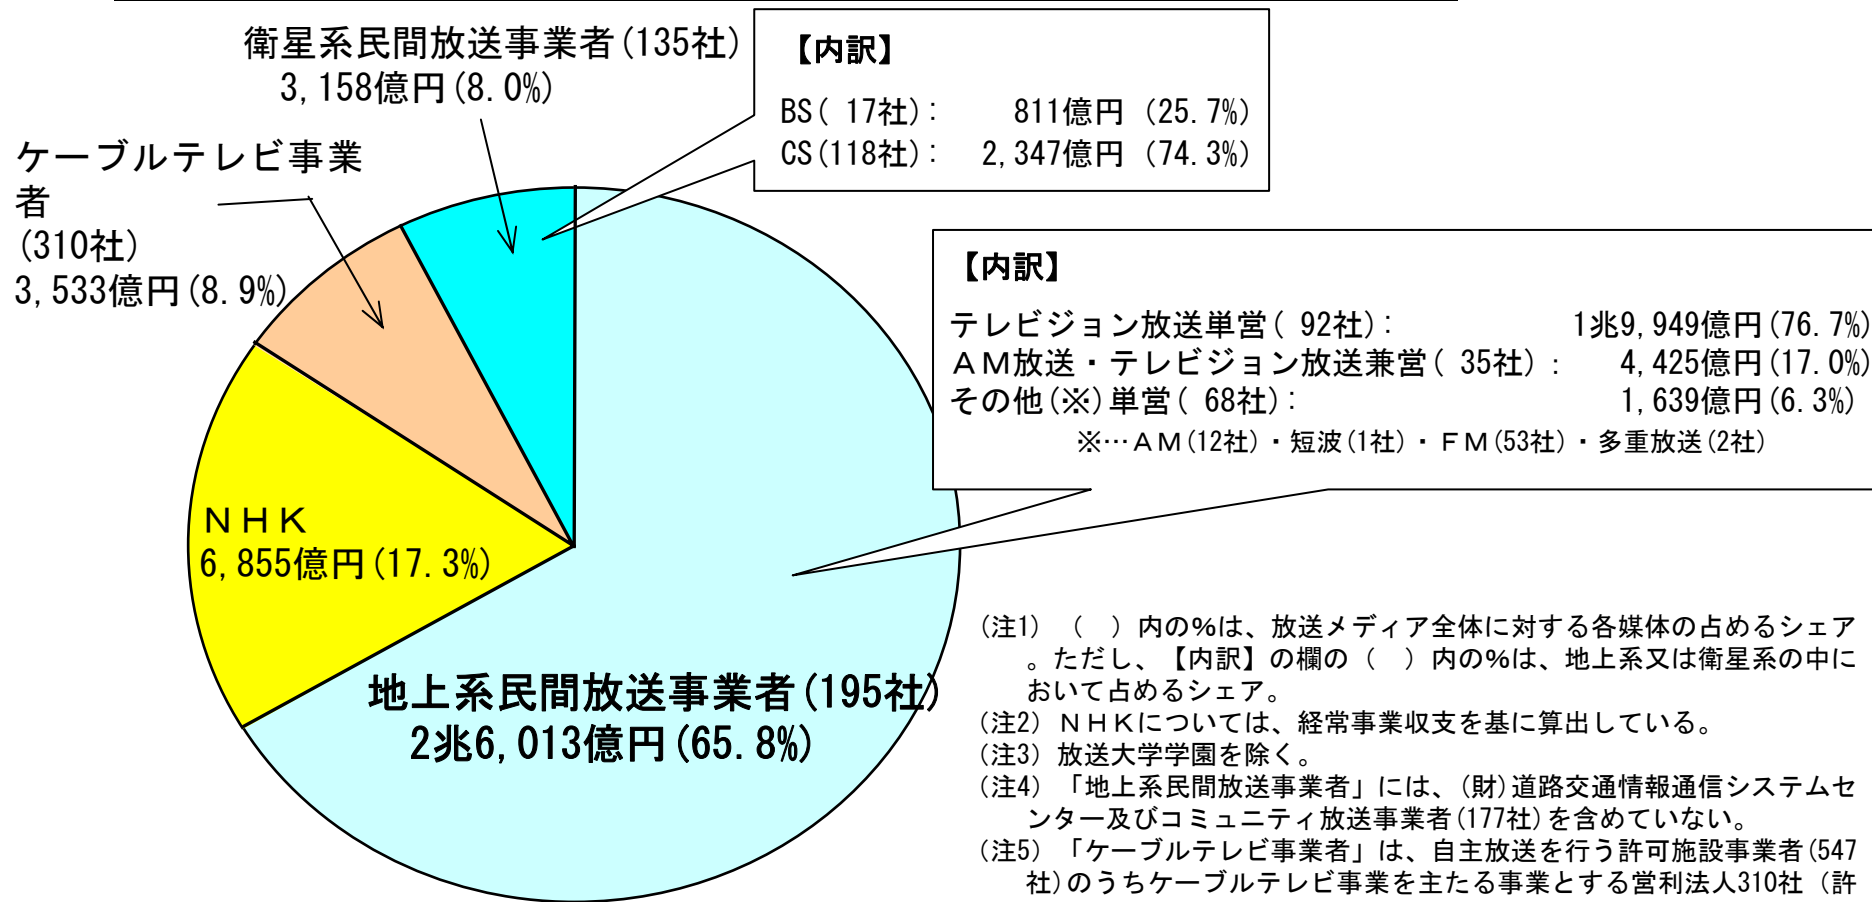 衛星系民間放送事業者(135社)
3,158億円(8.0%)
【内訳】
BS( 17社): 811億円 (25.7%)
CS(118社): 2,347億円 (74.3%)
ケーブルテレビ事業
者
(310社)
3,533億円(8.9%)
【内訳】
テレビジョン放送単営( 92社): 1兆9,949億円(76.7%)
AM放送・テレビジョン放送兼営( 35社): 4,425億円(17.0%)
その他(※)単営( 68社): 1,639億円(6.3%)
※…AM(12社)・短波(1社)・FM(53社)・多重放送(2社)
NHK
6,855億円(17.3%)
地上系民間放送事業者(195社)
2兆6,013億円(65.8%)
(注1) ( )内の%は、放送メディア全体に対する各媒体の占めるシェア
。ただし、【内訳】の欄の( )内の%は、地上系又は衛星系の中に
おいて占めるシェア。
(注2) NHKについては、経常事業収支を基に算出している。
(注3) 放送大学学園を除く。
(注4) 「地上系民間放送事業者」には、(財)道路交通情報通信システムセ
ンター及びコミュニティ放送事業者(177社)を含めていない。
(注5) 「ケーブルテレビ事業者」は、自主放送を行う許可施設事業者(547
社)のうちケーブルテレビ事業を主たる事業とする営利法人310社 (許